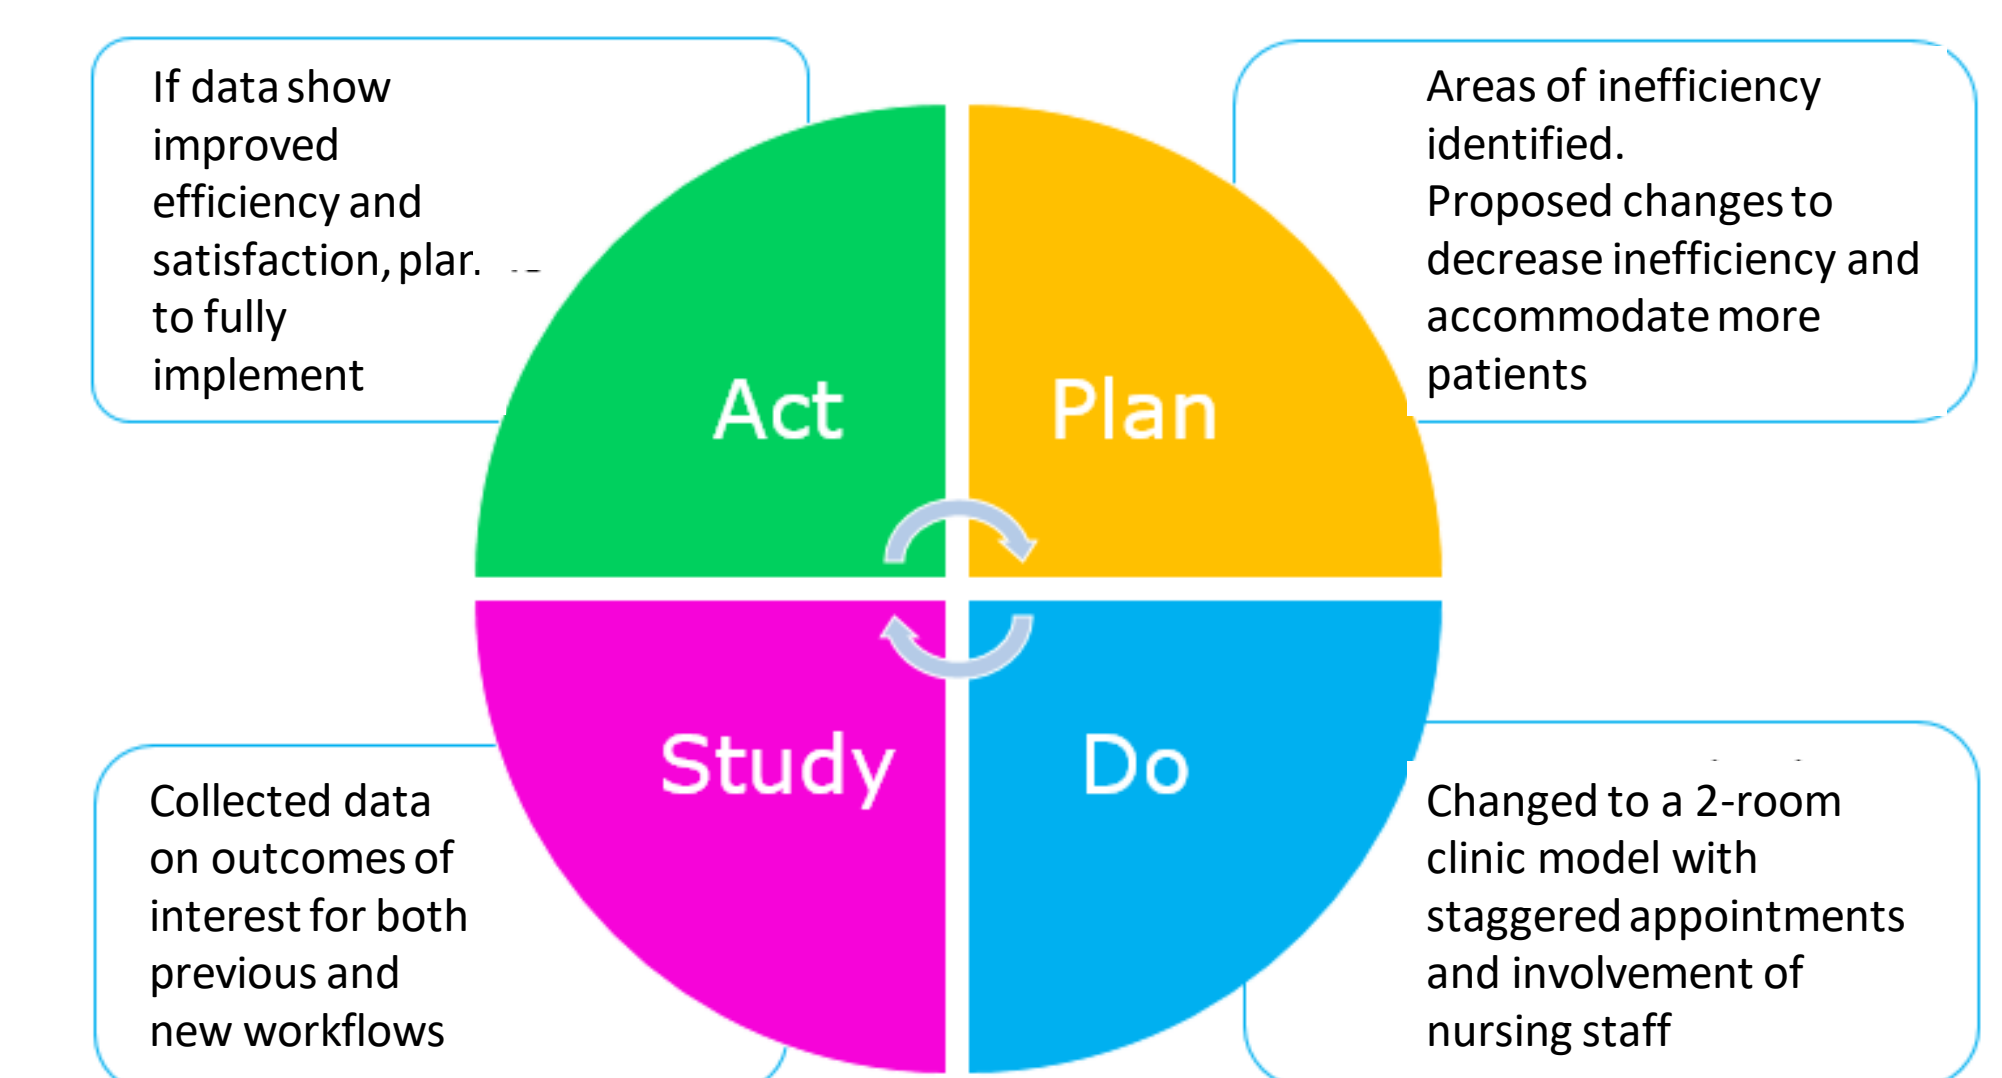 If data show
improved
efficiency and
satisfaction,
to fully
implement
Areas of inefficiency
identified.
Proposed changes to
decrease inefficiency and
accommodate more
patients
Act
Plan
Study
Do
Collected data
on outcomes of
interest for both
previous and
new workflows
Changed to a 2-room
clinic model with
staggered appointments
and involvement of
nursing staff